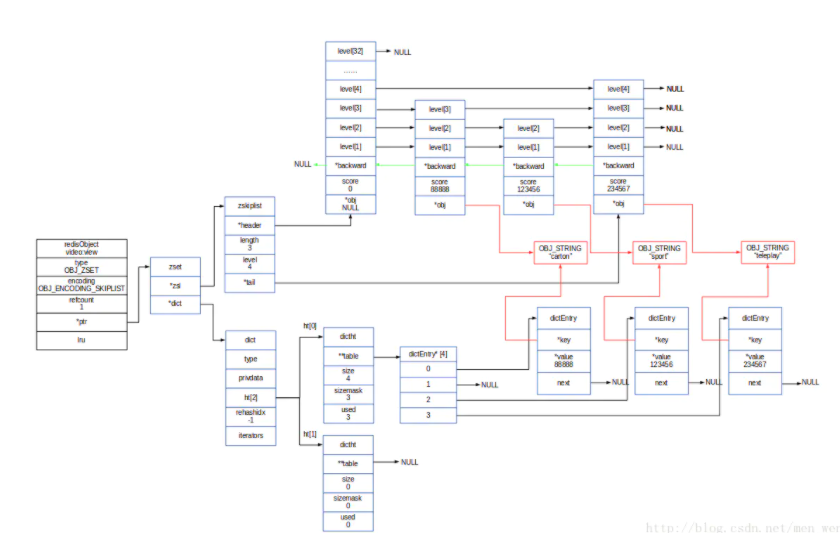 level[32]
NULL
......
level[4]
level[4]
NULL
level[3]
level[3]
level[3]
NULL
level[2]
level[2]
level[2]
level[2]
NULL
level[1]
level[1]
level[1]
level[1]
NULL
NULL
*backward
*backward
*backward
*backward
score
0
score
88888
score
123456
score
234567
*obj
NULL
*obj
*obj
*obj
zskiplist
*header
length
3
level
4
*tail
redisObject
video:view
type
OBJ_ZSET
encoding
OBJ_ENCODING_SKIPLIST
refcount
1
*ptr
lru
zset
*zsl
*dict
OBJ_STRING
"carton"
OBJ_STRING
"sport"
OBJ_STRING
"teleplay"
dict
type
privdata
ht[2]
rehashidx
-1
iterators
ht[0]
dictht
**table
size
4
sizemask
3
used
3
dictEntry* [4]
0
1
NULL
2
3
dictEntry
*key
*value
88888
next
NULL
dictEntry
*key
*value
123456
next
NULL
dictEntry
*key
*value
234567
next
NULL
ht[1]
dictht
**table
NULL
size
0
sizemask
0
used
0
http://blog.csdn.net/men_wen